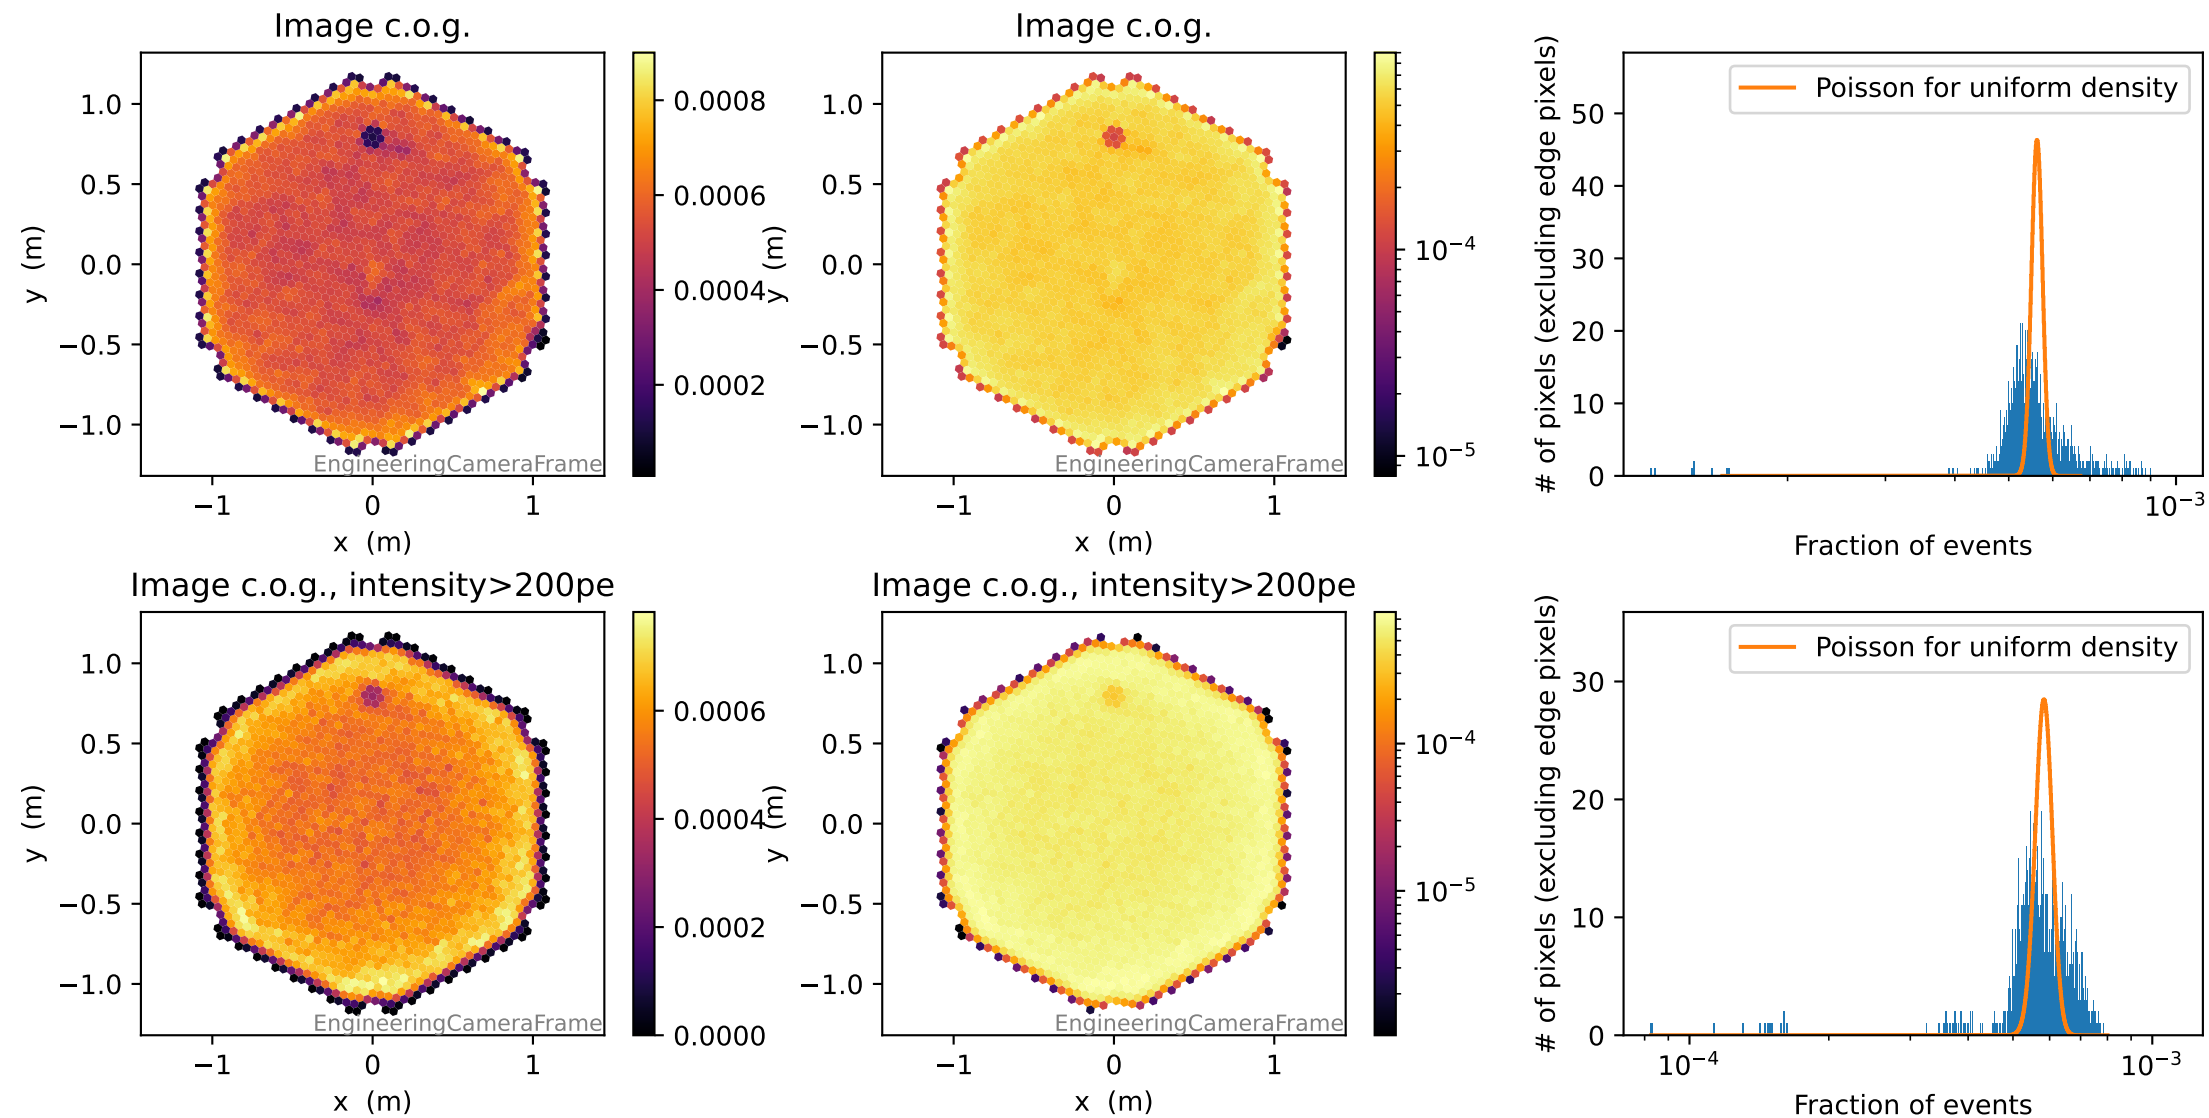 Image c.o.g.
1.0
0.5
0.0
−0.5
−1.0
y (m)
−1
0
1
x (m)
EngineeringCameraFrame
0.0008
0.0006
0.0004
0.0002
Image c.o.g.
1.0
0.5
0.0
−0.5
−1.0
y (m)
−1
0
1
x (m)
EngineeringCameraFrame
10⁻⁴
10⁻⁵
# of pixels (excluding edge pixels)
50
40
30
20
10
0
Poisson for uniform density
10⁻³
Fraction of events
Image c.o.g., intensity>200pe
1.0
0.5
0.0
−0.5
−1.0
y (m)
−1
0
1
x (m)
EngineeringCameraFrame
0.0006
0.0004
0.0002
0.0000
Image c.o.g., intensity>200pe
1.0
0.5
0.0
−0.5
−1.0
y (m)
−1
0
1
x (m)
EngineeringCameraFrame
10⁻⁴
10⁻⁵
# of pixels (excluding edge pixels)
30
20
10
0
Poisson for uniform density
10⁻⁴
10⁻³
Fraction of events